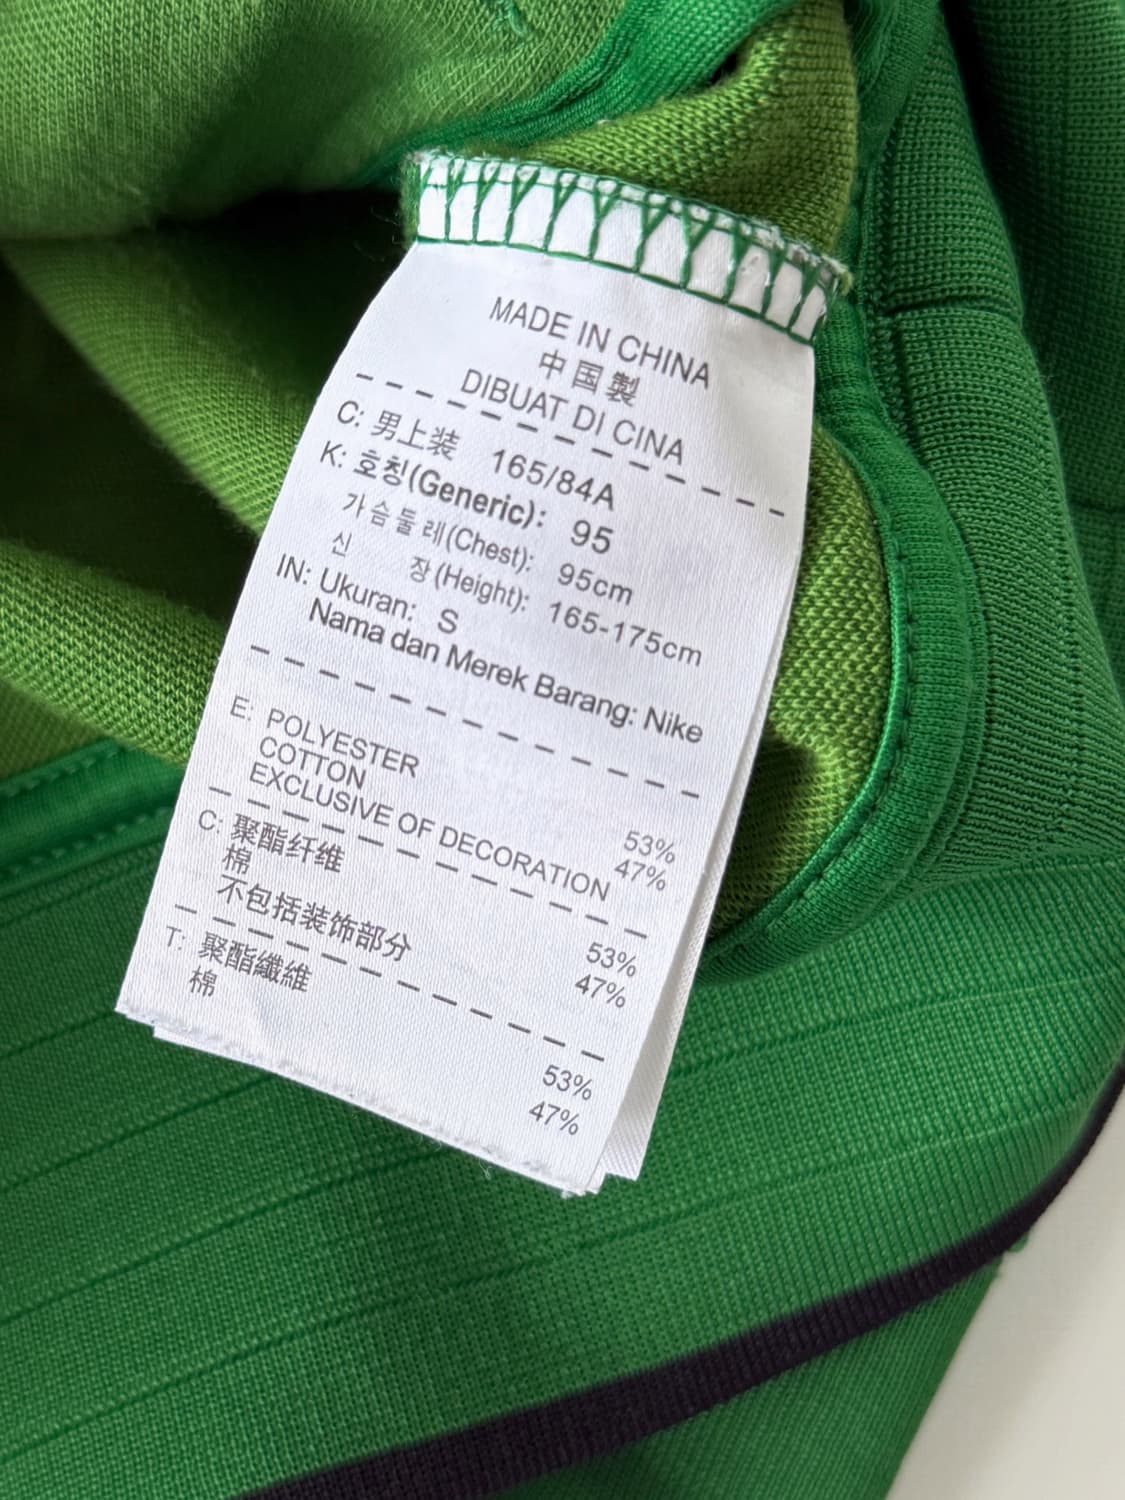 MADE IN CHINA
中国製
DIBUAT DI CINA
C: 男上装 165/84A
K: 호칭(Generic): 95
가슴둘레(Chest): 95cm
신 장(Height): 165-175cm
IN: Ukuran: S
Nama dan Merek Barang: Nike
E: POLYESTER 53%
COTTON 47%
EXCLUSIVE OF DECORATION
C: 聚酯纤维 53%
棉 47%
不包括装饰部分
T: 聚酯纖維 53%
棉 47%